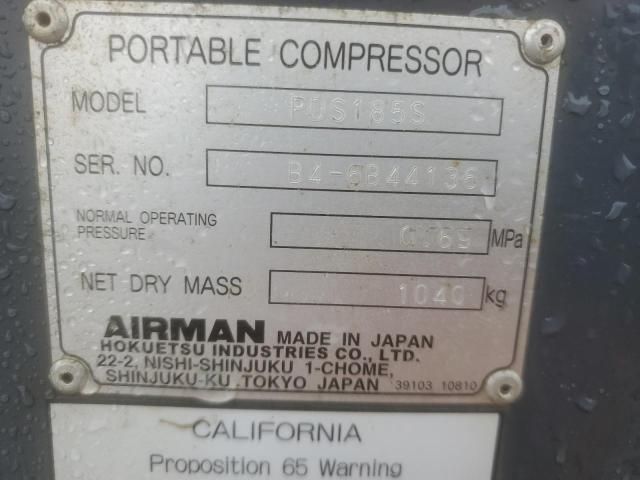 PORTABLE COMPRESSOR
MODEL PDS185S
SER. NO. B4-6B44136
NORMAL OPERATING
PRESSURE 0.69 MPa
NET DRY MASS 1040 kg
AIRMAN MADE IN JAPAN
HOKUETSU INDUSTRIES CO., LTD.
22-2, NISHI-SHINJUKU 1-CHOME,
SHINJUKU-KU, TOKYO JAPAN 39103 10810
CALIFORNIA
Proposition 65 Warning